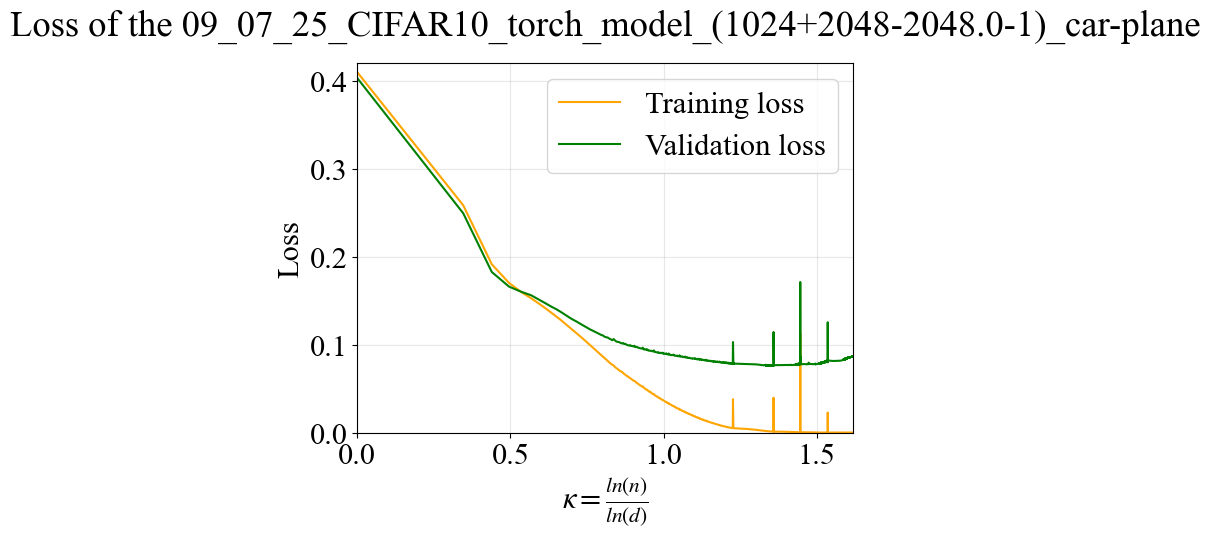 Loss of the 09_07_25_CIFAR10_torch_model_(1024+2048-2048.0-1)_car-plane
0.4
0.3
0.2
0.1
0.0
Loss
Training loss
Validation loss
0.0 0.5 1.0 1.5
κ = ln(n)/ln(d)